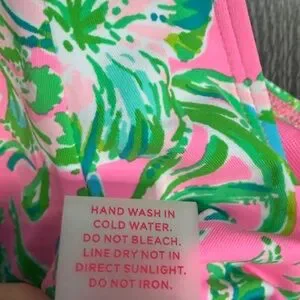 HAND WASH IN
COLD WATER.
DO NOT BLEACH.
LINE DRY NOT IN
DIRECT SUNLIGHT.
DO NOT IRON.